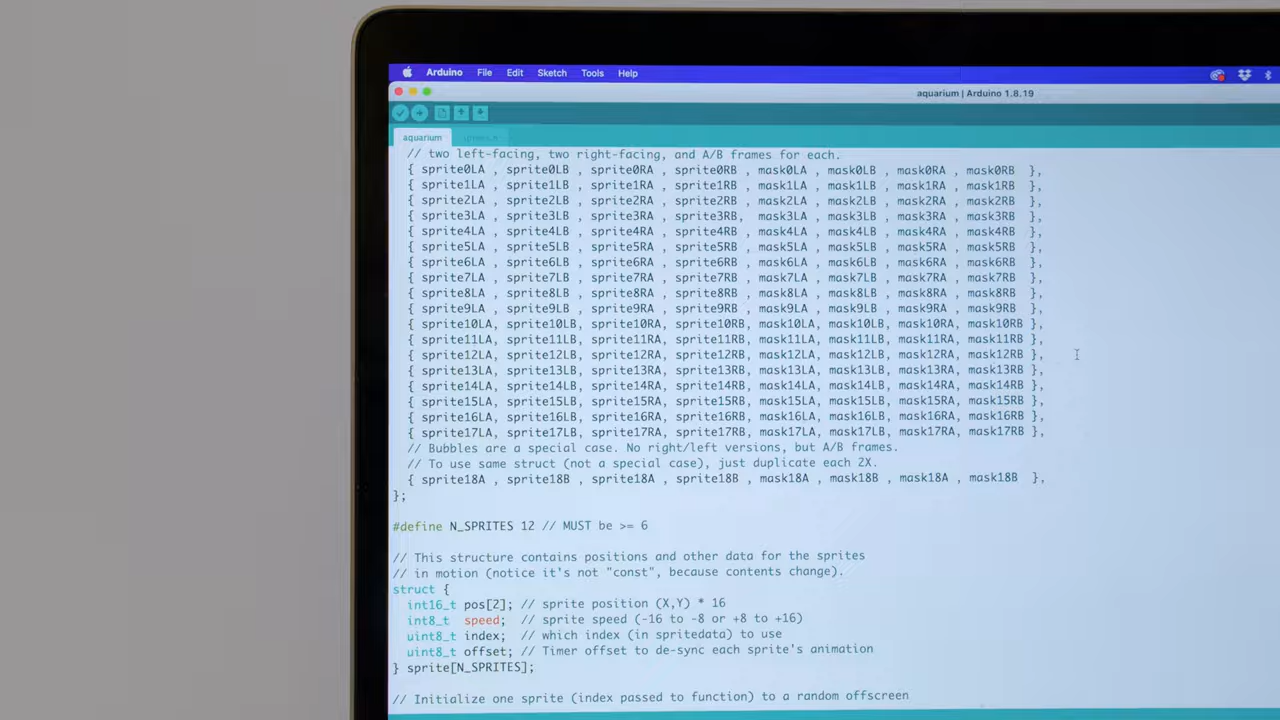 Arduino File Edit Sketch Tools Help
aquarium | Arduino 1.8.19
aquarium
// two left-facing, two right-facing, and A/B frames for each.
{ sprite0LA , sprite0LB , sprite0RA , sprite0RB , mask0LA , mask0LB , mask0RA , mask0RB },
{ sprite1LA , sprite1LB , sprite1RA , sprite1RB , mask1LA , mask1LB , mask1RA , mask1RB },
{ sprite2LA , sprite2LB , sprite2RA , sprite2RB , mask2LA , mask2LB , mask2RA , mask2RB },
{ sprite3LA , sprite3LB , sprite3RA , sprite3RB, mask3LA , mask3LB , mask3RA , mask3RB },
{ sprite4LA , sprite4LB , sprite4RA , sprite4RB , mask4LA , mask4LB , mask4RA , mask4RB },
{ sprite5LA , sprite5LB , sprite5RA , sprite5RB , mask5LA , mask5LB , mask5RA , mask5RB },
{ sprite6LA , sprite6LB , sprite6RA , sprite6RB , mask6LA , mask6LB , mask6RA , mask6RB },
{ sprite7LA , sprite7LB , sprite7RA , sprite7RB , mask7LA , mask7LB , mask7RA , mask7RB },
{ sprite8LA , sprite8LB , sprite8RA , sprite8RB , mask8LA , mask8LB , mask8RA , mask8RB },
{ sprite9LA , sprite9LB , sprite9RA , sprite9RB , mask9LA , mask9LB , mask9RA , mask9RB },
{ sprite10LA, sprite10LB, sprite10RA, sprite10RB, mask10LA, mask10LB, mask10RA, mask10RB },
{ sprite11LA, sprite11LB, sprite11RA, sprite11RB, mask11LA, mask11LB, mask11RA, mask11RB },
{ sprite12LA, sprite12LB, sprite12RA, sprite12RB, mask12LA, mask12LB, mask12RA, mask12RB },
{ sprite13LA, sprite13LB, sprite13RA, sprite13RB, mask13LA, mask13LB, mask13RA, mask13RB },
{ sprite14LA, sprite14LB, sprite14RA, sprite14RB, mask14LA, mask14LB, mask14RA, mask14RB },
{ sprite15LA, sprite15LB, sprite15RA, sprite15RB, mask15LA, mask15LB, mask15RA, mask15RB },
{ sprite16LA, sprite16LB, sprite16RA, sprite16RB, mask16LA, mask16LB, mask16RA, mask16RB },
{ sprite17LA, sprite17LB, sprite17RA, sprite17RB, mask17LA, mask17LB, mask17RA, mask17RB },
// Bubbles are a special case. No right/left versions, but A/B frames.
// To use same struct (not a special case), just duplicate each 2X.
{ sprite18A , sprite18B , sprite18A , sprite18B , mask18A , mask18B , mask18A , mask18B },
};
#define N_SPRITES 12 // MUST be >= 6
// This structure contains positions and other data for the sprites
// in motion (notice it's not "const", because contents change).
struct {
int16_t pos[2]; // sprite position (X,Y) * 16
int8_t speed; // sprite speed (-16 to -8 or +8 to +16)
uint8_t index; // which index (in spritedata) to use
uint8_t offset; // Timer offset to de-sync each sprite's animation
} sprite[N_SPRITES];
// Initialize one sprite (index passed to function) to a random offscreen